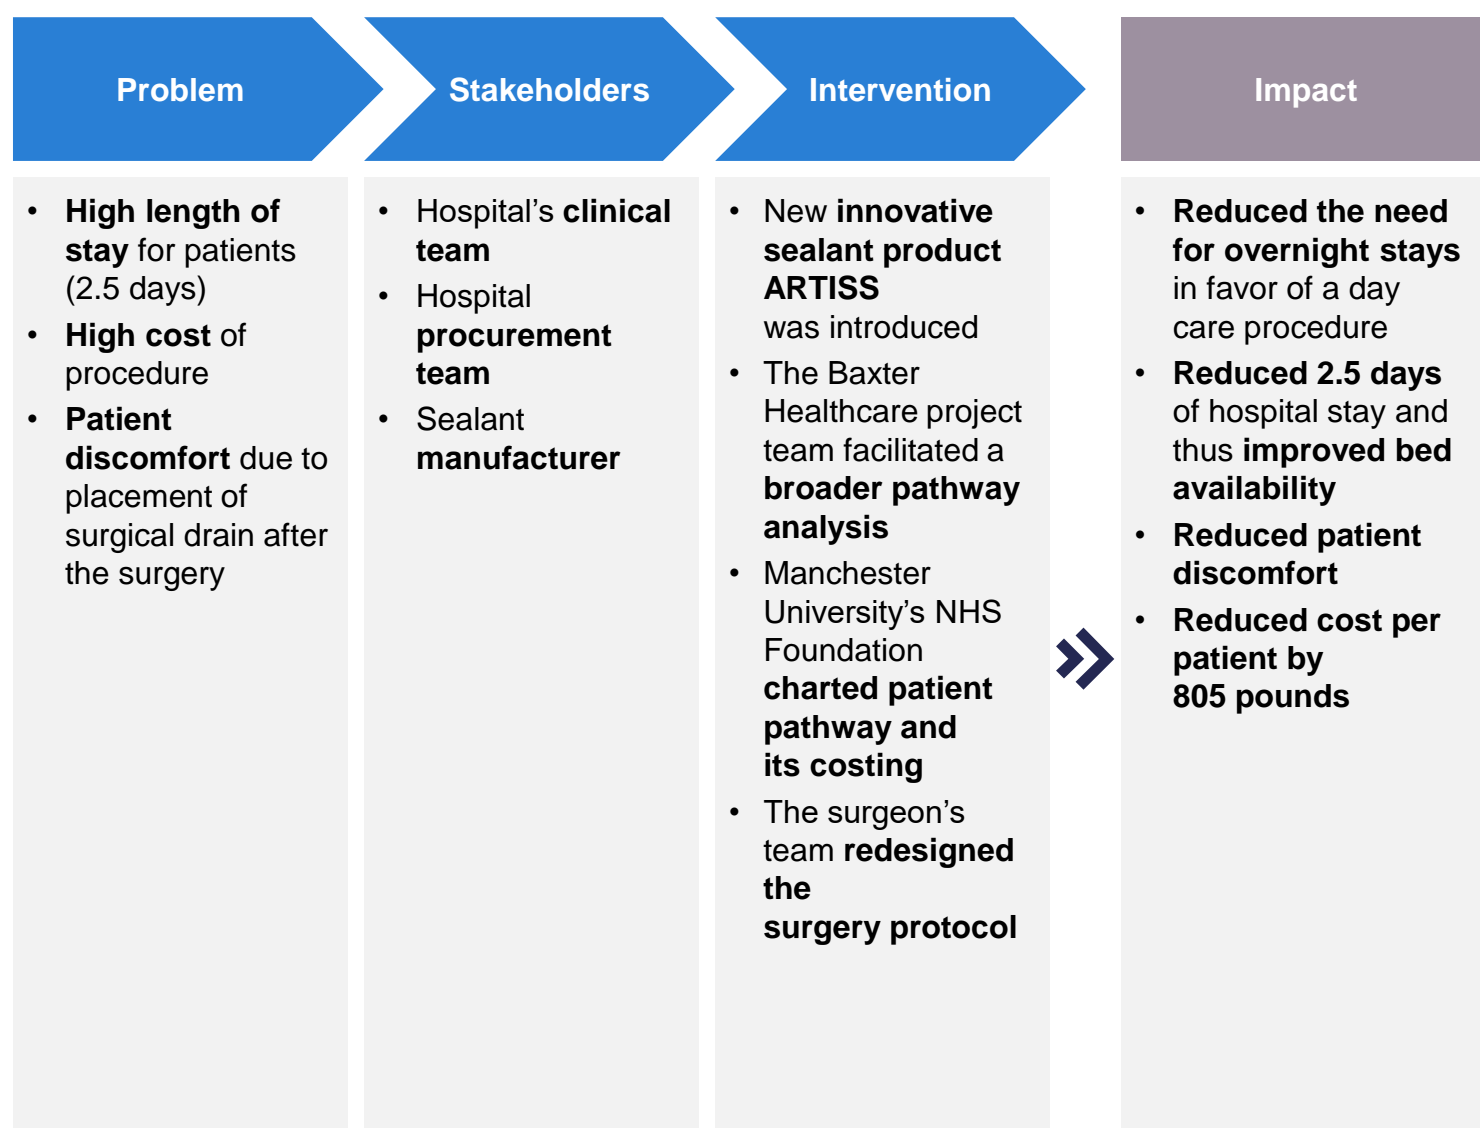 Problem
Stakeholders
Intervention
Impact
• High length of
stay for patients
(2.5 days)
• High cost of
procedure
• Patient
discomfort due to
placement of
surgical drain after
the surgery
• Hospital’s clinical
team
• Hospital
procurement
team
• Sealant
manufacturer
• New innovative
sealant product
ARTISS
was introduced
• The Baxter
Healthcare project
team facilitated a
broader pathway
analysis
• Manchester
University’s NHS
Foundation
charted patient
pathway and
its costing
• The surgeon’s
team redesigned
the
surgery protocol
• Reduced the need
for overnight stays
in favor of a day
care procedure
• Reduced 2.5 days
of hospital stay and
thus improved bed
availability
• Reduced patient
discomfort
• Reduced cost per
patient by
805 pounds